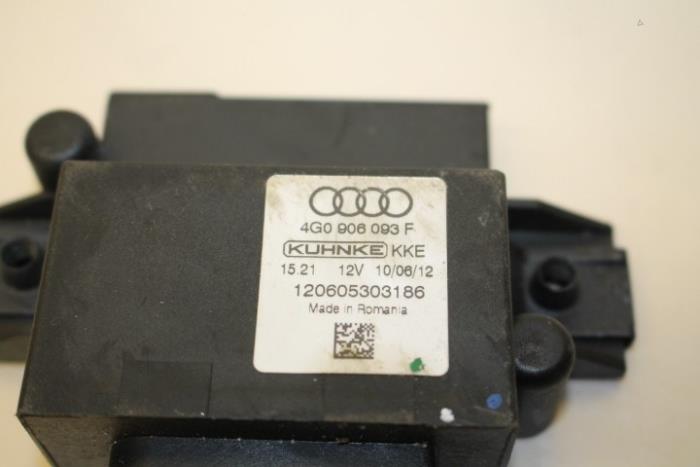 4G0 906 093 F
KUHNKE KKE
15.21 12V 10/06/12
120605303186
Made in Romania